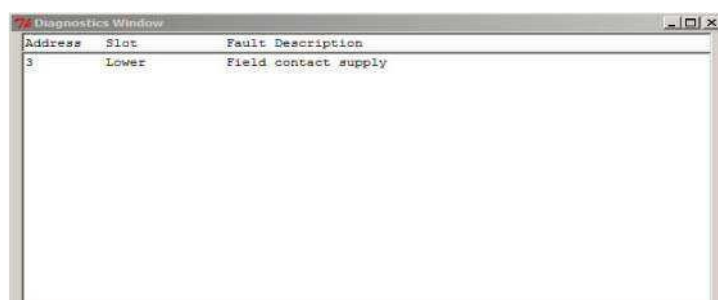 Diagnostics Window
Address Slot Fault Description
3 Lower Field contact supply